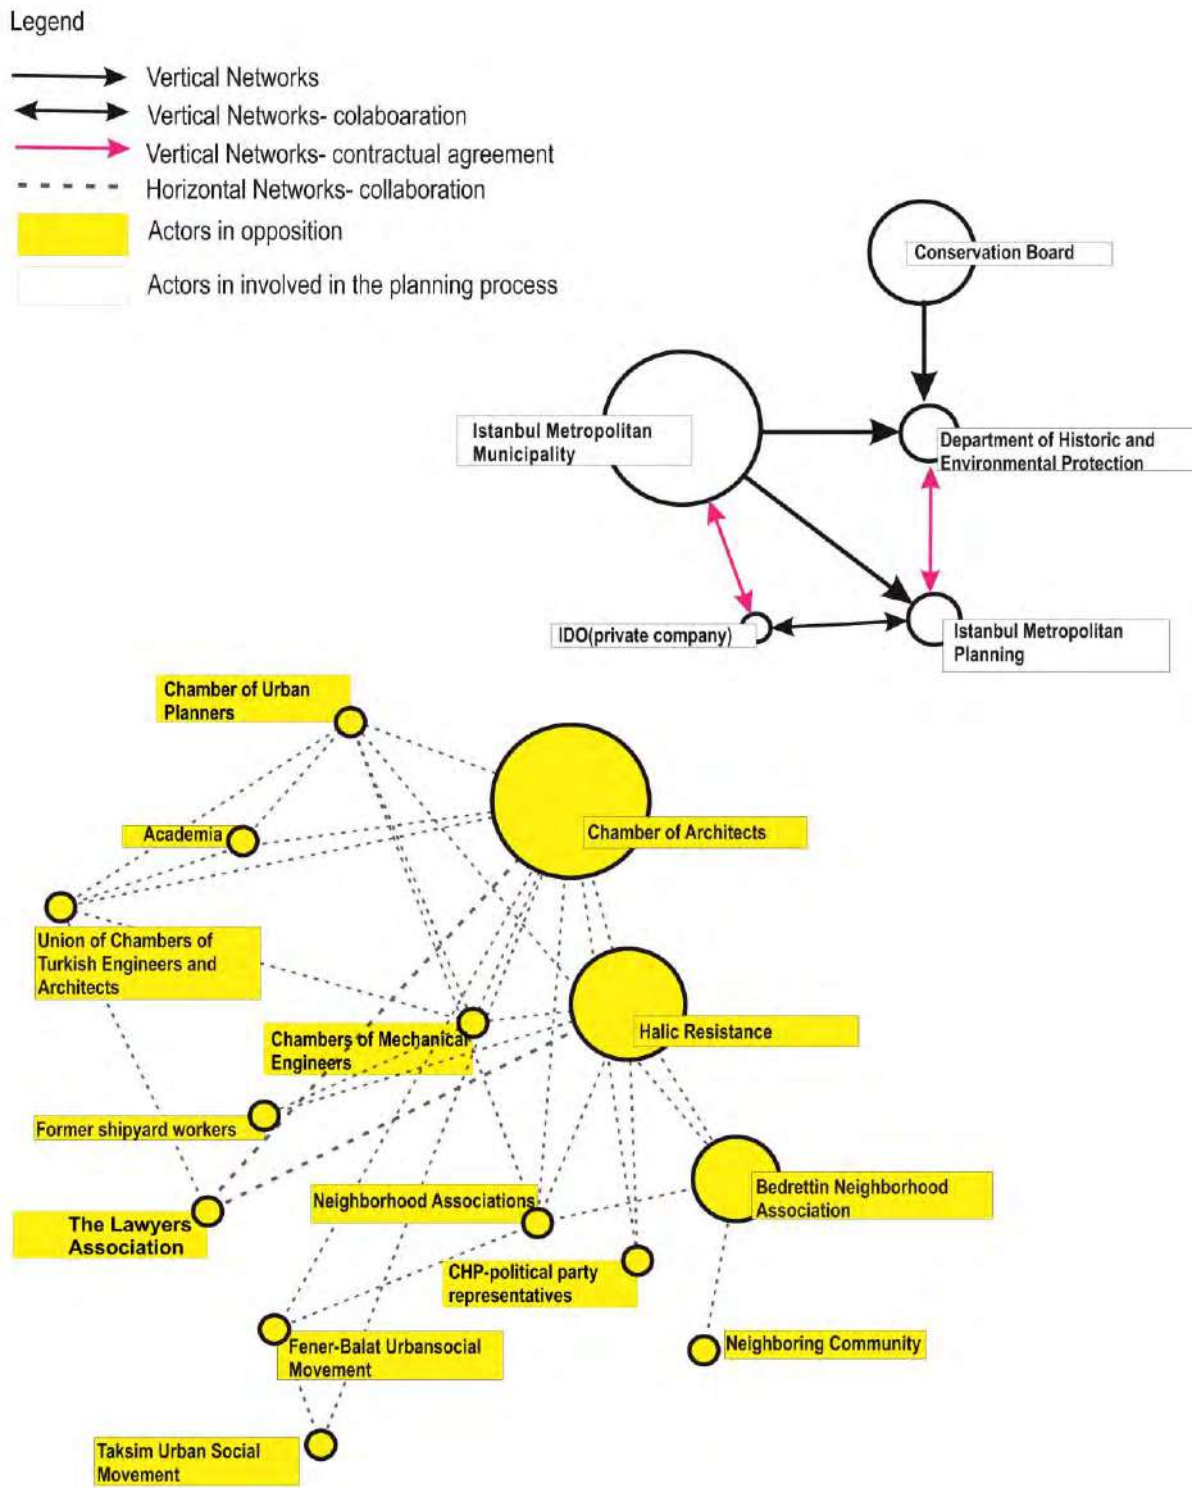 Legend
Vertical Networks
Vertical Networks- colaboaration
Vertical Networks- contractual agreement
Horizontal Networks- collaboration
Actors in opposition
Actors in involved in the planning process
Conservation Board
Istanbul Metropolitan
Municipality
Department of Historic and
Environmental Protection
IDO(private company)
Istanbul Metropolitan
Planning
Chamber of Urban
Planners
Academia
Chamber of Architects
Union of Chambers of
Turkish Engineers and
Architects
Chambers of Mechanical
Engineers
Halic Resistance
Former shipyard workers
The Lawyers
Association
Neighborhood Associations
Bedrettin Neighborhood
Association
CHP-political party
representatives
Fener-Balat Urbansocial
Movement
Neighboring Community
Taksim Urban Social
Movement